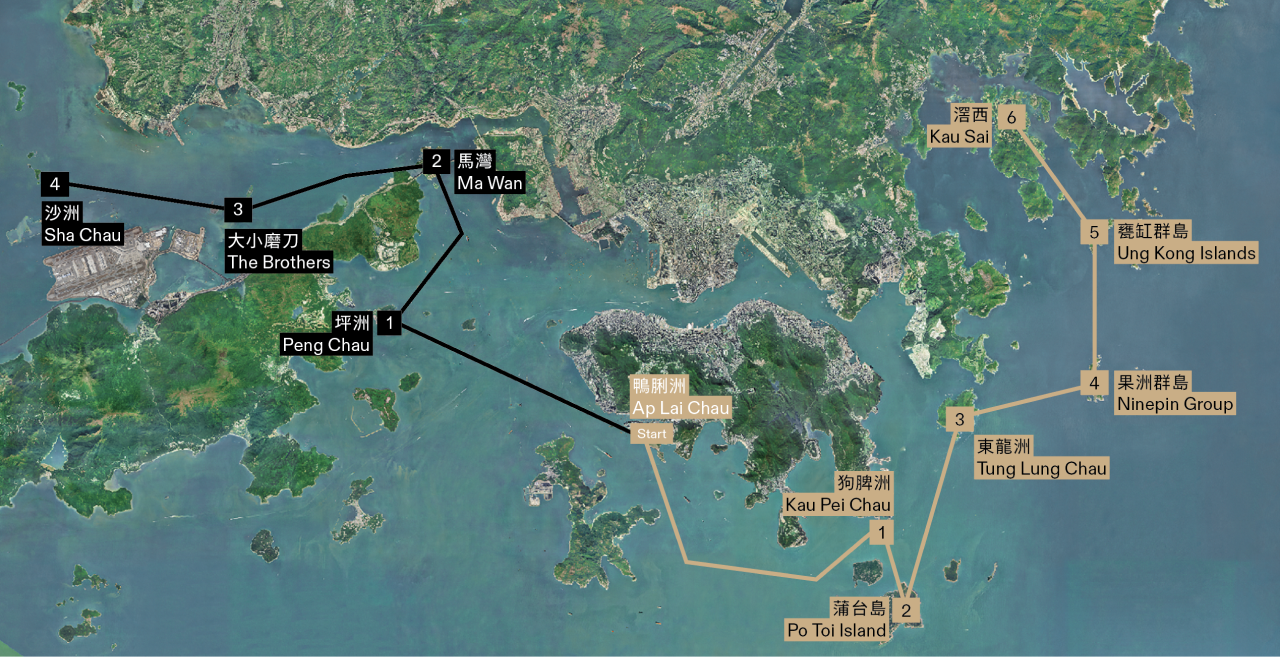 4
沙洲
Sha Chau
3
大小磨刀
The Brothers
2
馬灣
Ma Wan
1
坪洲
Peng Chau
鴨脷洲
Ap Lai Chau
Start
狗脾洲
Kau Pei Chau
1
蒲台島
Po Toi Island
2
3
東龍洲
Tung Lung Chau
4
果洲群島
Ninepin Group
5
甕缸群島
Ung Kong Islands
滘西
Kau Sai
6